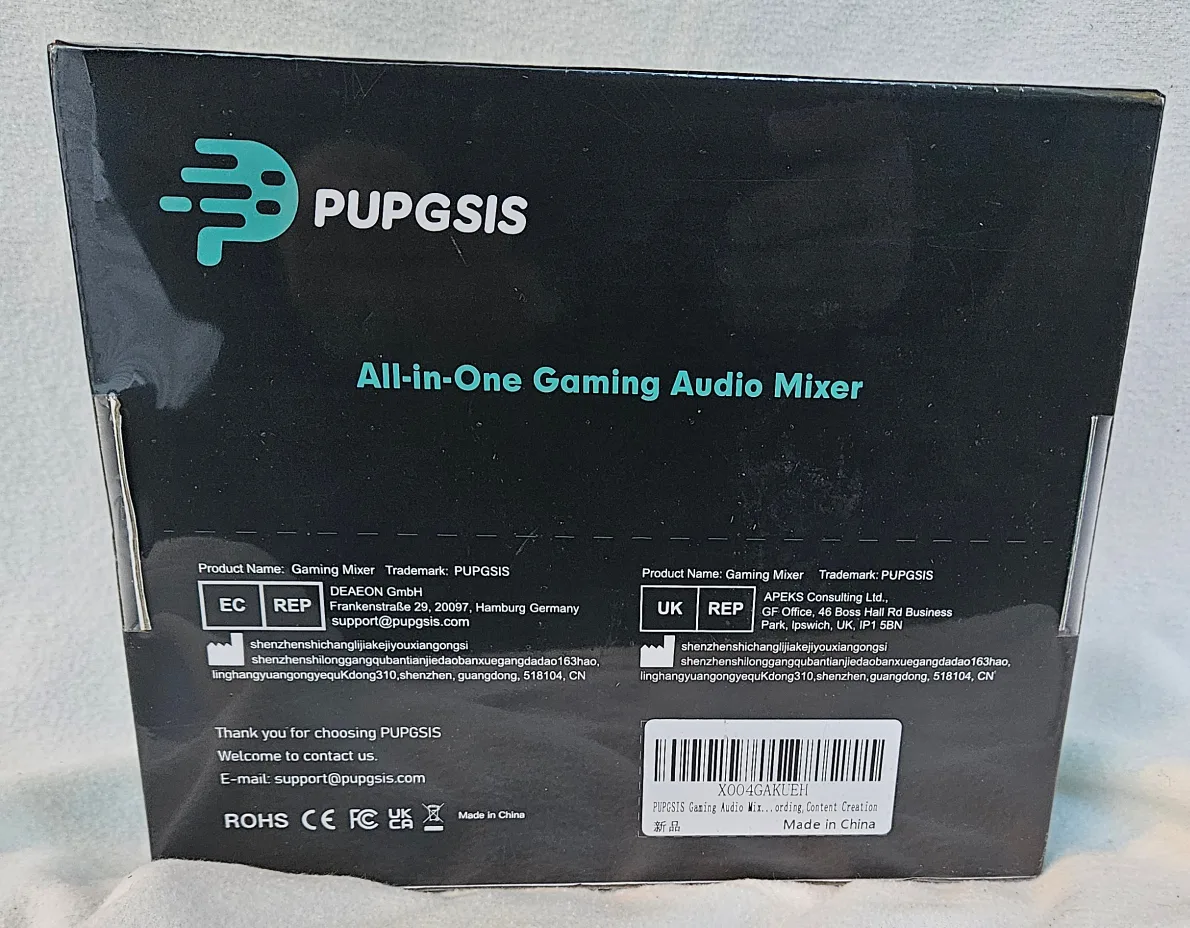 PUPGSIS
All-in-One Gaming Audio Mixer
Product Name: Gaming Mixer Trademark: PUPGSIS
EC REP
DEAEON GmbH
Frankenstraße 29, 20097, Hamburg Germany
support@pupgsis.com
shenzhenshichanglijiakejiyouxiangongsi
shenzhenshilonggangqubantianjiedaobanxuegangdadao163hao,
linghangyuangongyequKdong310,shenzhen, guangdong, 518104, CN
Product Name: Gaming Mixer Trademark: PUPGSIS
UK REP
APEKS Consulting Ltd.,
GF Office, 46 Boss Hall Rd Business
Park, Ipswich, UK, IP1 5BN
shenzhenshichanglijiakejiyouxiangongsi
shenzhenshilonggangqubantianjiedaobanxuegangdadao163hao,
linghangyuangongyequKdong310,shenzhen, guangdong, 518104, CN
Thank you for choosing PUPGSIS
Welcome to contact us.
E-mail: support@pupgsis.com
ROHS CE FC UK CA Made in China
X004GAKUEH
PUPGSIS Gaming Audio Mix...ording,Content Creation
新品 Made in China